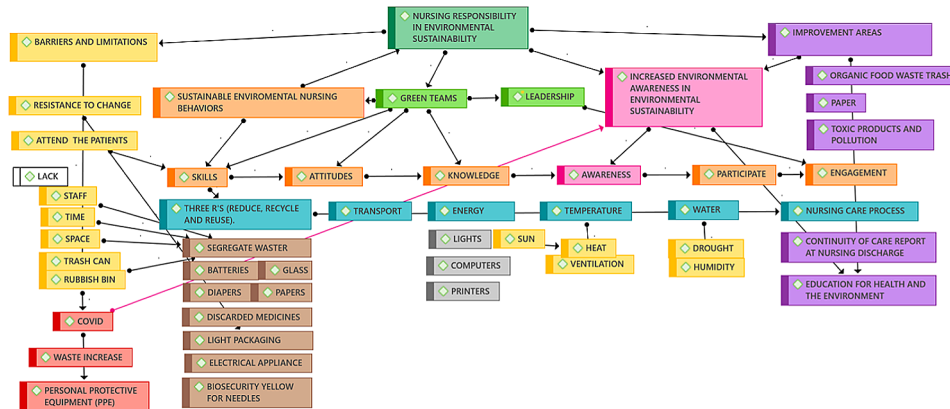 NURSING RESPONSIBILITY
IN ENVIRONMENTAL
SUSTAINABILITY
BARRIERS AND LIMITATIONS
IMPROVEMENT AREAS
INCREASED ENVIRONMENTAL
AWARENESS IN
ENVIRONMENTAL
SUSTAINABILITY
ORGANIC FOOD WASTE TRASH
RESISTANCE TO CHANGE
SUSTAINABLE ENVIROMENTAL NURSING
BEHAVIORS
GREEN TEAMS
LEADERSHIP
PAPER
ATTEND THE PATIENTS
TOXIC PRODUCTS AND
POLLUTION
LACK
SKILLS
ATTITUDES
KNOWLEDGE
AWARENESS
PARTICIPATE
ENGAGEMENT
STAFF
TIME
SPACE
TRASH CAN
RUBBISH BIN
THREE R'S (REDUCE, RECYCLE
AND REUSE).
TRANSPORT
ENERGY
TEMPERATURE
WATER
NURSING CARE PROCESS
SEGREGATE WASTER
LIGHTS
SUN
HEAT
VENTILATION
DROUGHT
HUMIDITY
CONTINUITY OF CARE REPORT
AT NURSING DISCHARGE
BATTERIES
GLASS
COMPUTERS
EDUCATION FOR HEALTH AND
THE ENVIRONMENT
DIAPERS
PAPERS
PRINTERS
COVID
DISCARDED MEDICINES
LIGHT PACKAGING
WASTE INCREASE
ELECTRICAL APPLIANCE
PERSONAL PROTECTIVE
EQUIPMENT (PPE)
BIOSECURITY YELLOW
FOR NEEDLES